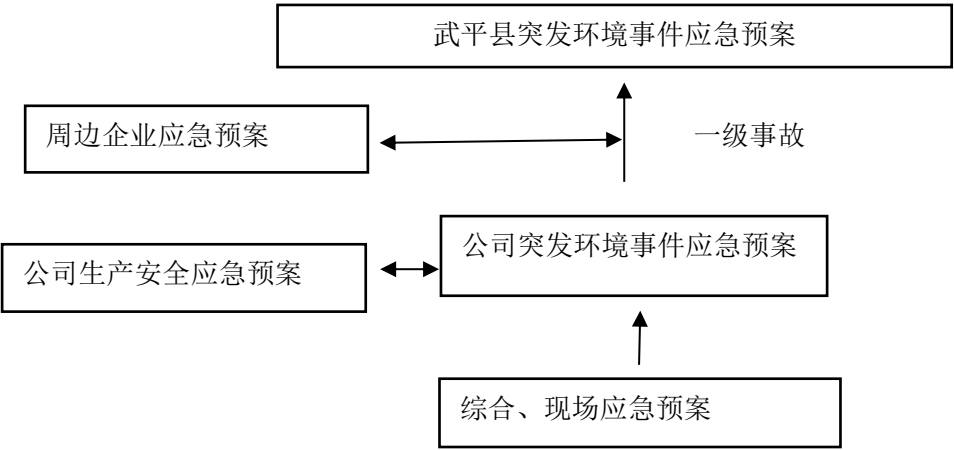 武平县突发环境事件应急预案
周边企业应急预案
一级事故
公司突发环境事件应急预案
公司生产安全应急预案
综合、现场应急预案